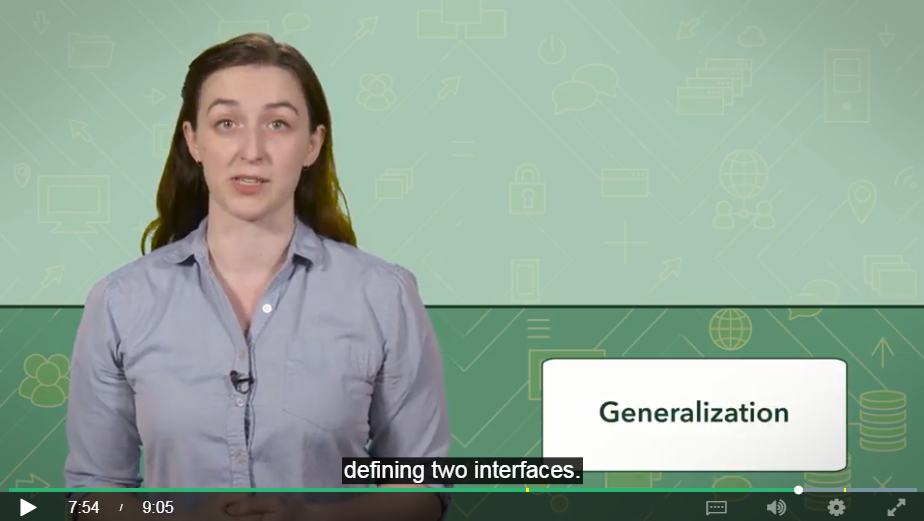 Generalization
defining two interfaces.
7:54 / 9:05